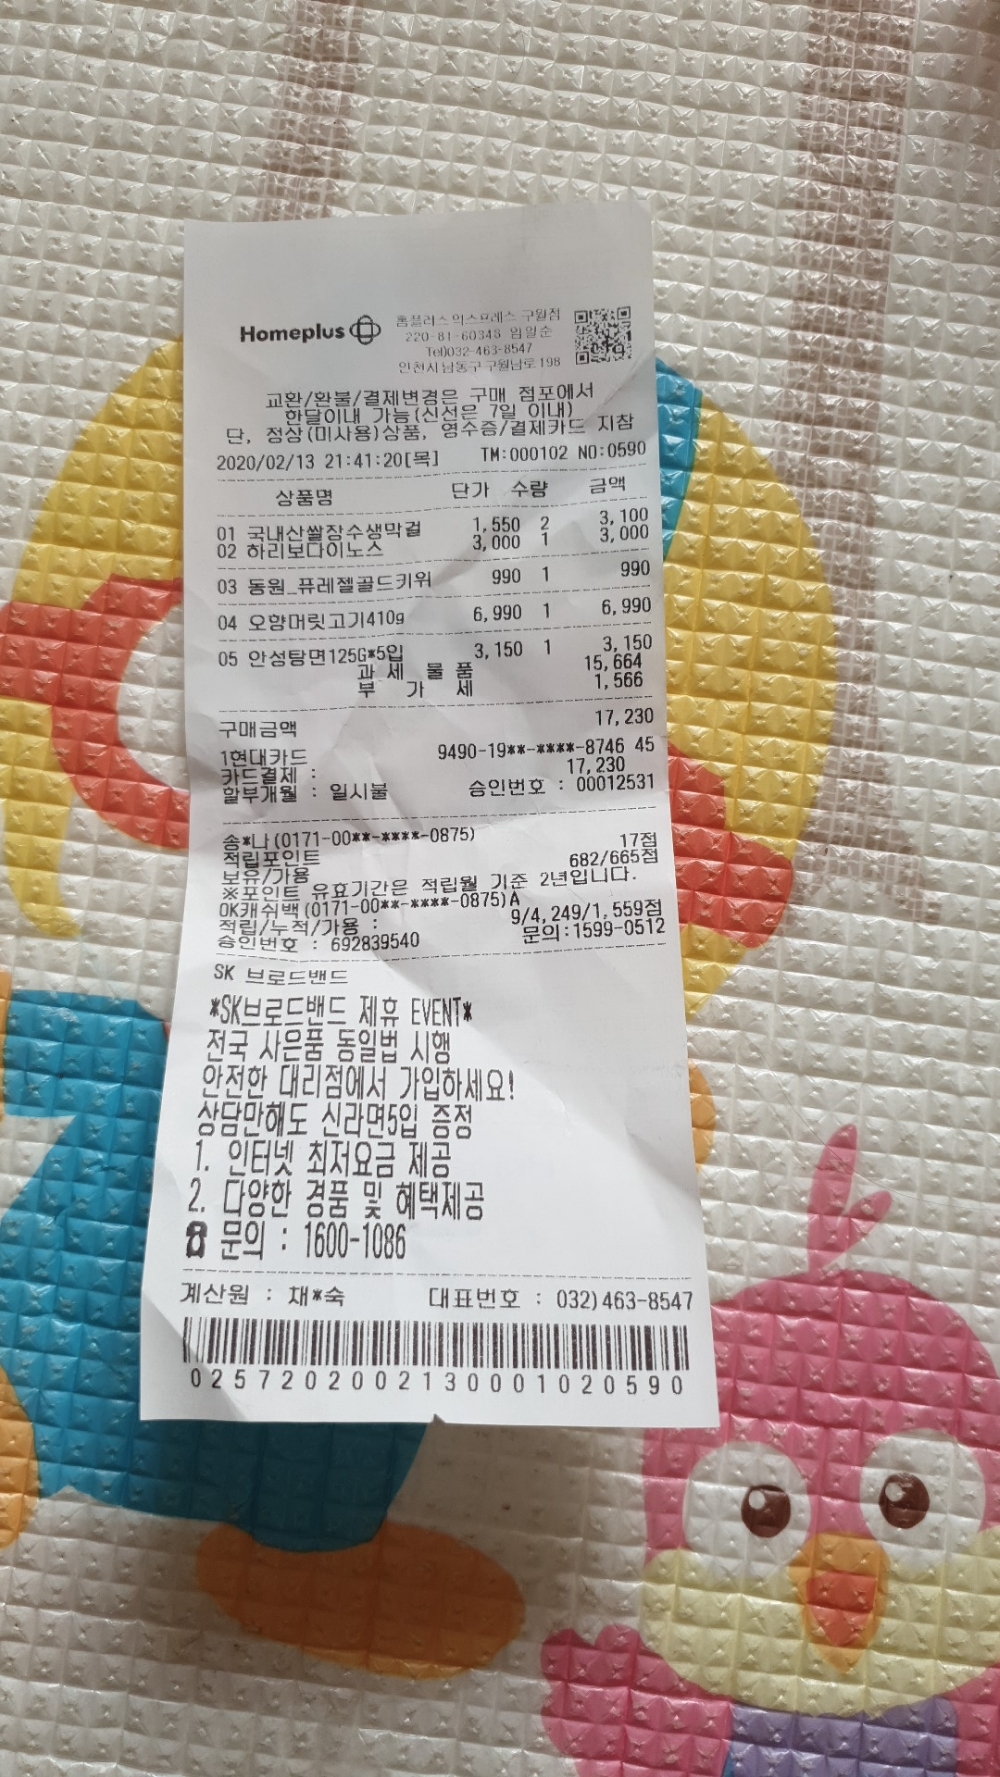 Homeplus
홈플러스익스프레스 구월점
220-81-60348 임일순
Tel)032-463-8547
인천시 남동구 구월남로 198
교환/환불/결제변경은 구매 점포에서
한달이내 가능(신선은 7일 이내)
단, 정상(미사용)상품, 영수증/결제카드 지참
2020/02/13 21:41:20[목] TM:000102 NO:0590
상품명 단가 수량 금액
01 국내산쌀장수생막걸 1,550 2 3,100
02 하리보다이노스 3,000 1 3,000
03 동원_퓨레젤골드키위 990 1 990
04 오향머릿고기410g 6,990 1 6,990
05 안성탕면125G*5입 3,150 1 3,150
과 세 물 품 15,664
부 가 세 1,566
구매금액 17,230
1현대카드 9490-19**-****-8746 45
카드결제 : 17,230
할부개월 : 일시불 승인번호 : 00012531
송*나(0171-00**-****-0875)
적립포인트 17점
보유/가용 682/665점
※포인트 유효기간은 적립월 기준 2년입니다.
OK캐쉬백(0171-00**-****-0875)A
적립/누적/가용 : 9/4,249/1,559점
승인번호 : 692839540 문의:1599-0512
SK 브로드밴드
*SK브로드밴드 제휴 EVENT*
전국 사은품 동일법 시행
안전한 대리점에서 가입하세요!
상담만해도 신라면5입 증정
1. 인터넷 최저요금 제공
2. 다양한 경품 및 혜택제공
☎ 문의 : 1600-1086
계산원 : 채*숙 대표번호 : 032)463-8547
0257202002130001020590